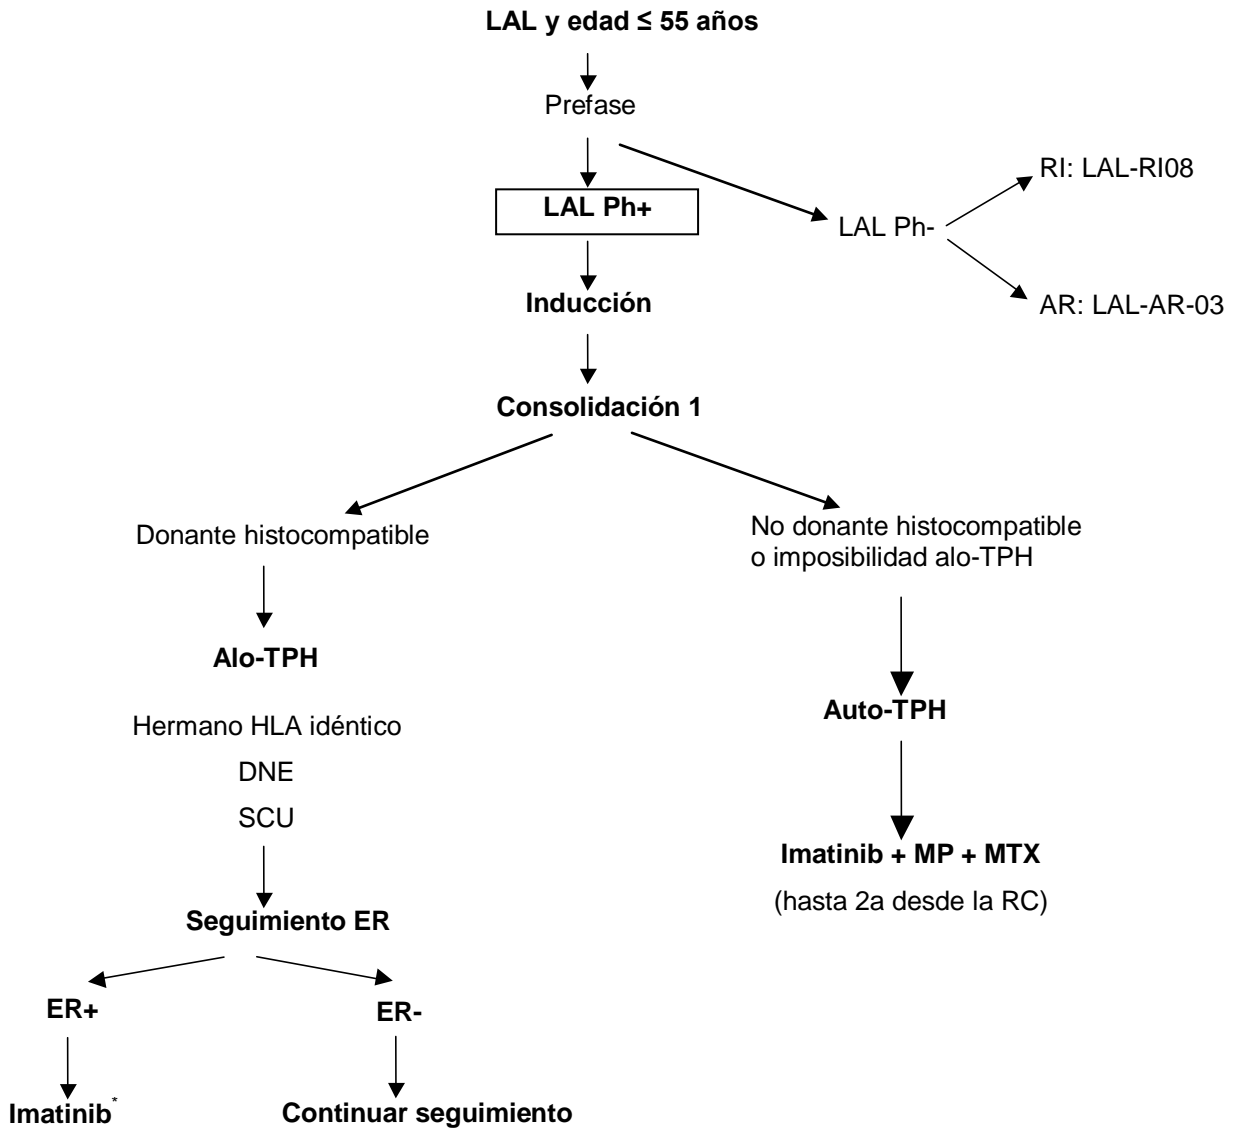 LAL y edad ≤ 55 años
Prefase
LAL Ph+
LAL Ph-
RI: LAL-RI08
AR: LAL-AR-03
Inducción
Consolidación 1
Donante histocompatible
Alo-TPH
Hermano HLA idéntico
DNE
SCU
Seguimiento ER
ER+
Imatinib*
ER-
Continuar seguimiento
No donante histocompatible
o imposibilidad alo-TPH
Auto-TPH
Imatinib + MP + MTX
(hasta 2a desde la RC)